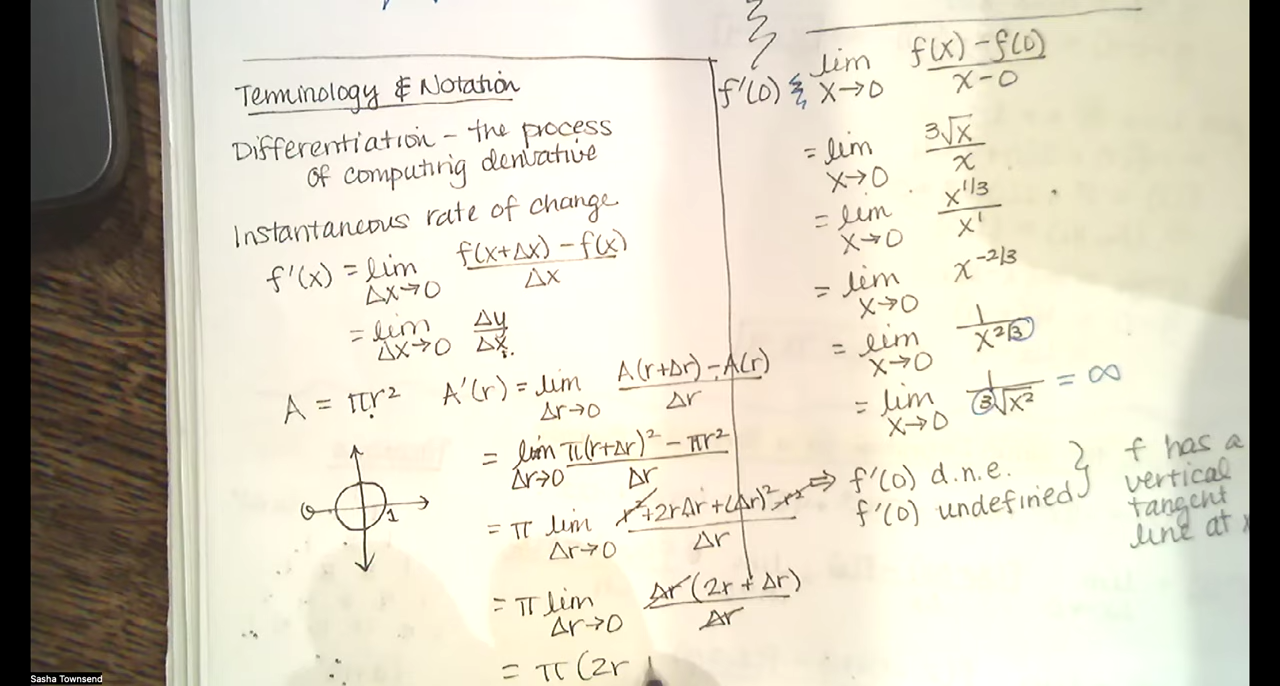 Terminology & Notation
Differentiation – the process
of computing derivative
Instantaneous rate of change
f'(x) = lim Δx→0 (f(x+Δx) – f(x))/Δx
= lim Δx→0 Δy/Δx.
A = πr² A'(r) = lim Δr→0 (A(r+Δr) – A(r))/Δr
= lim Δr→0 (π(r+Δr)² – πr²)/Δr
1
= π lim Δr→0 (r²+2rΔr+(Δr)²–r²)/Δr
= π lim Δr→0 (Δr(2r+Δr))/Δr
= π(2r
f'(0) lim x→0 (f(x) – f(0))/(x–0)
= lim x→0 ³√x/x
= lim x→0 x^1/3/x^1
= lim x→0 x^-2/3
= lim x→0 1/x^2/3
= lim x→0 1/³√x² = ∞
⇒ f'(0) d.n.e.
f'(0) undefined
f has a
vertical
tangent
line at
Sasha Townsend